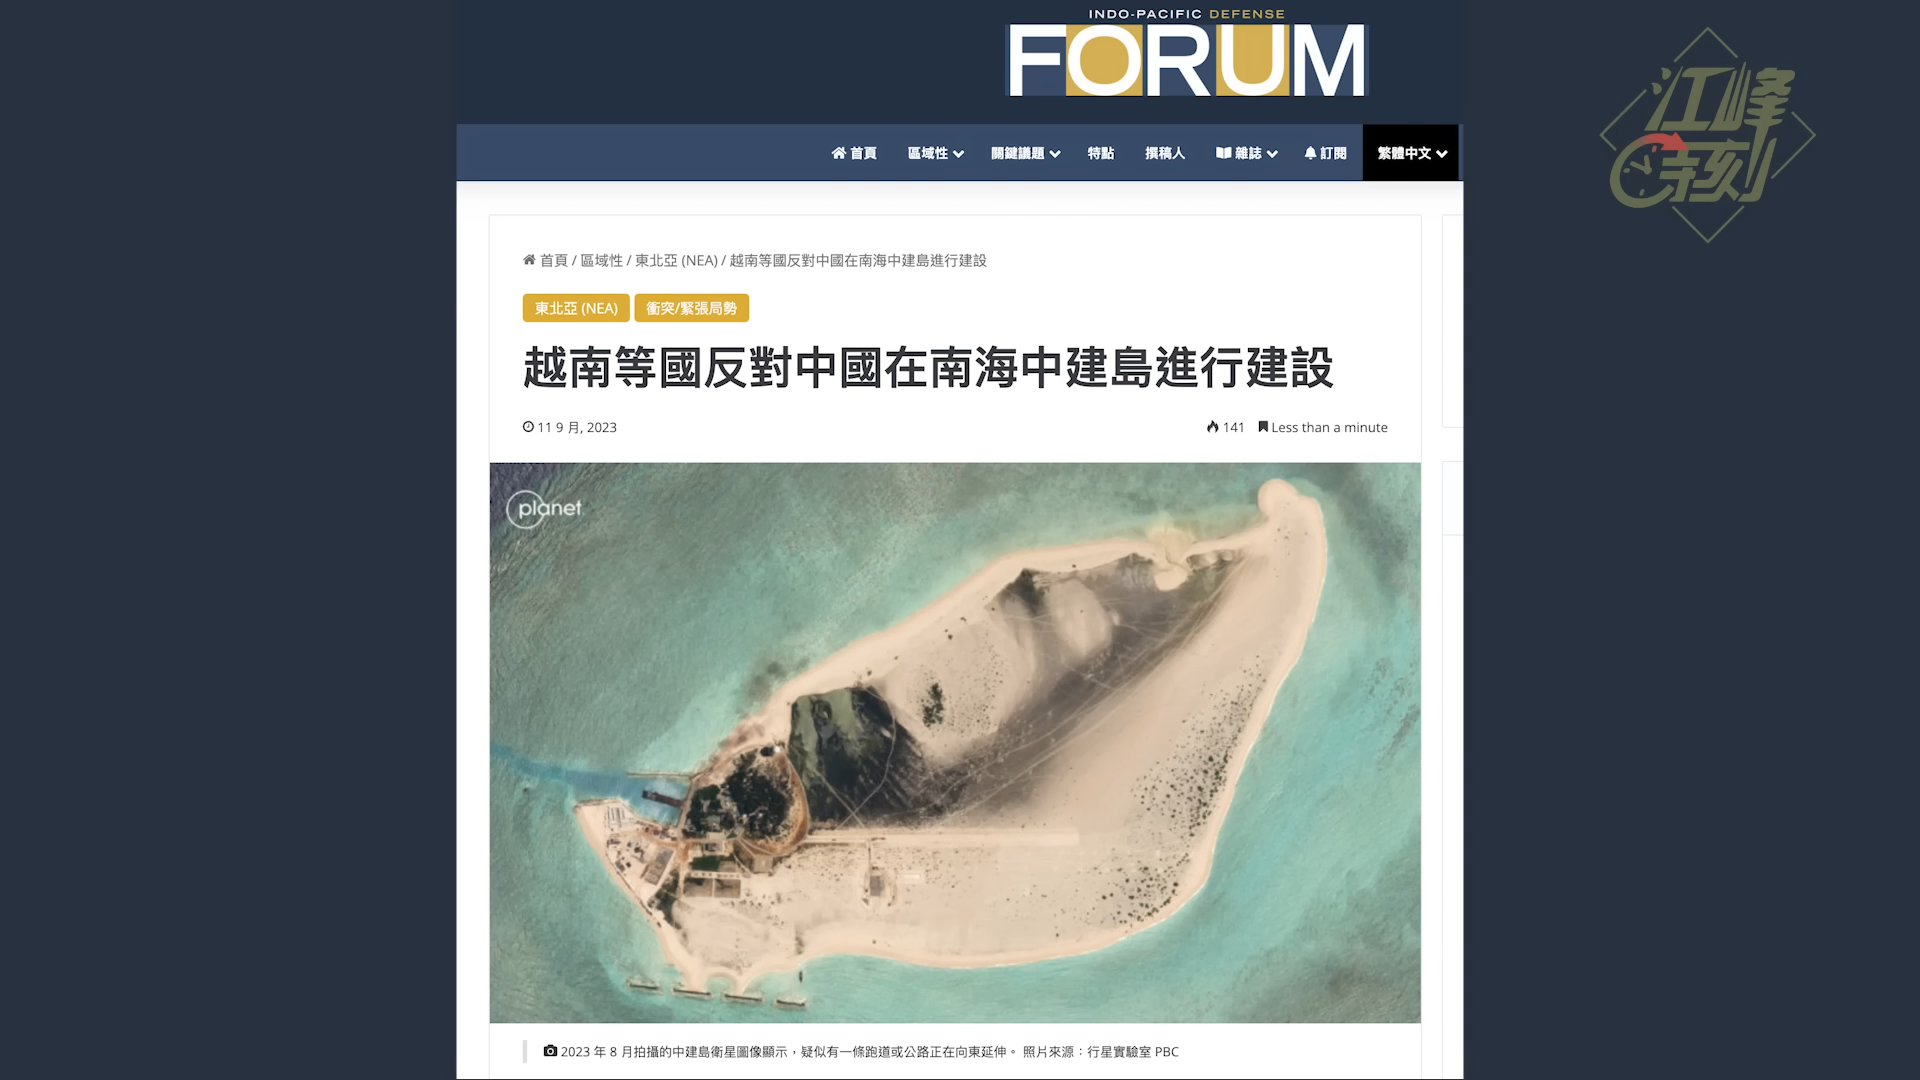 INDO-PACIFIC DEFENSE
FORUM
江峰
時刻
首頁 區域性 關鍵議題 特點 撰稿人 雜誌 訂閱 繁體中文
首頁 / 區域性 / 東北亞 (NEA) / 越南等國反對中國在南海中建島進行建設
東北亞 (NEA) 衝突/緊張局勢
越南等國反對中國在南海中建島進行建設
11 9 月, 2023 141 Less than a minute
planet
2023 年 8 月拍攝的中建島衛星圖像顯示，疑似有一條跑道或公路正在向東延伸。 照片來源：行星實驗室 PBC